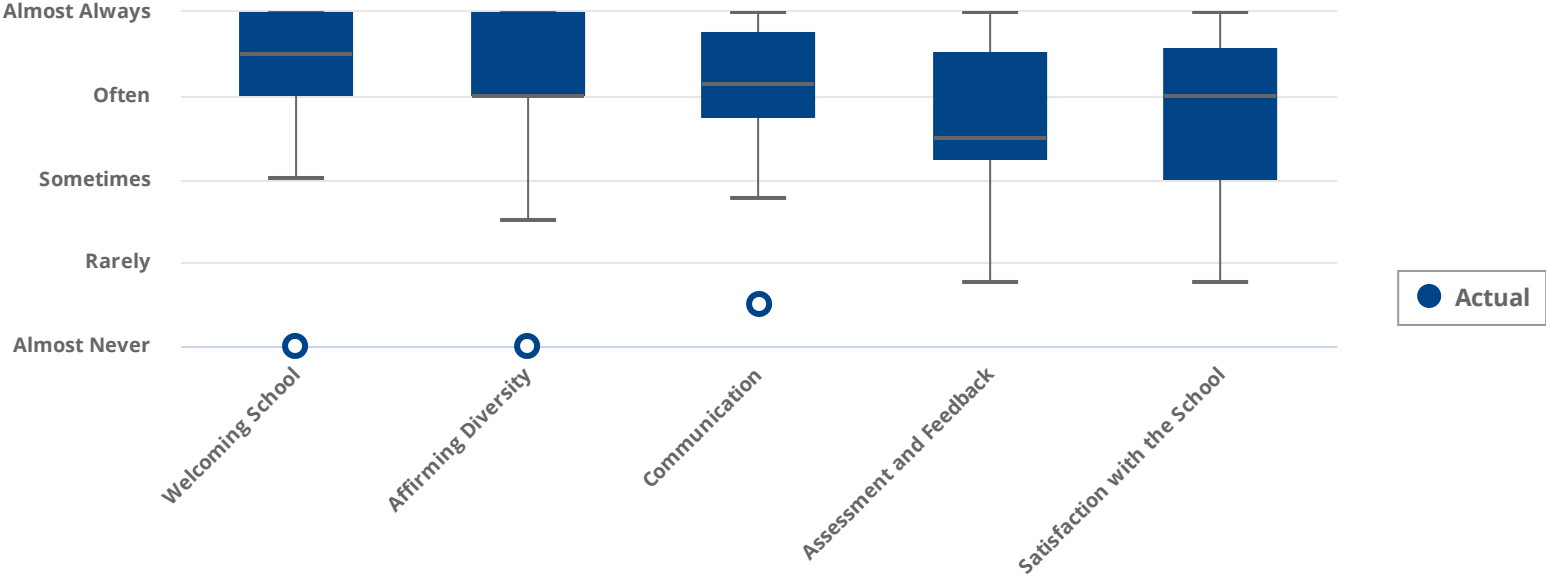 Almost Always
Often
Sometimes
Rarely
Almost Never
Welcoming School
Affirming Diversity
Communication
Assessment and Feedback
Satisfaction with the School
Actual